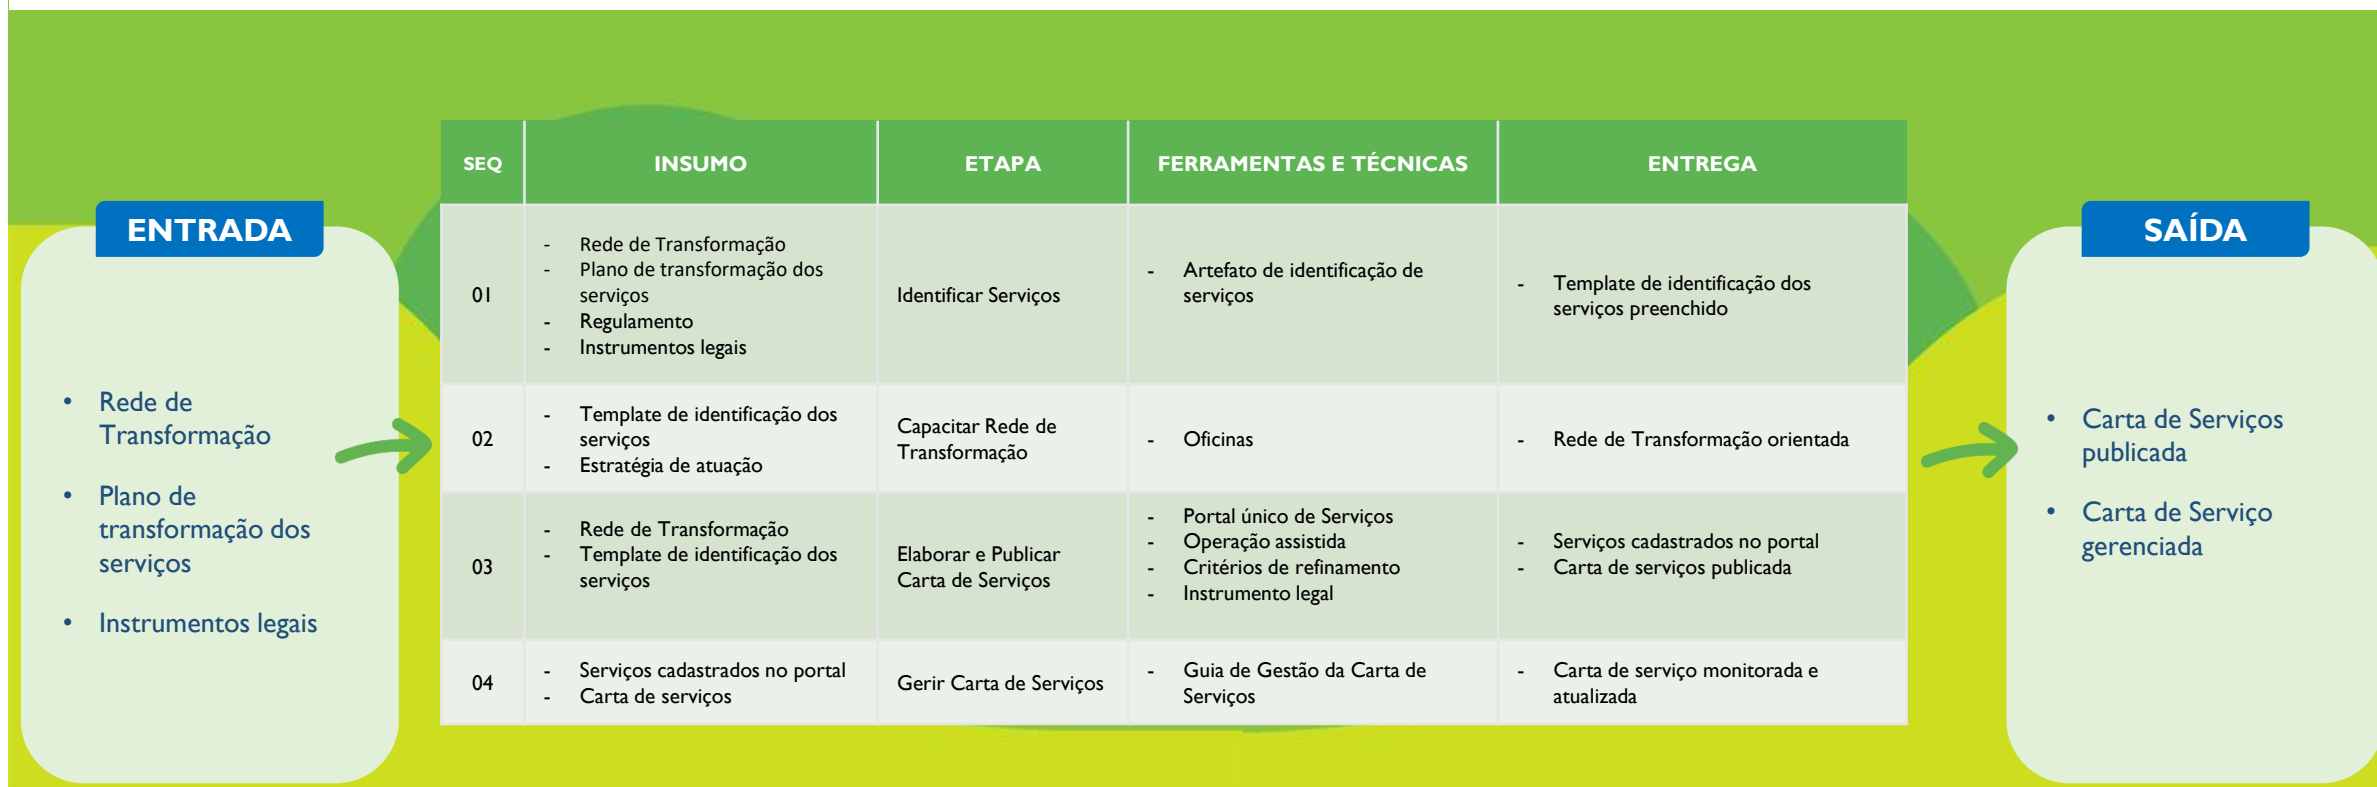 ENTRADA
• Rede de
Transformação
• Plano de
transformação dos
serviços
• Instrumentos legais
SEQ INSUMO ETAPA FERRAMENTAS E TÉCNICAS ENTREGA
01
- Rede de Transformação
- Plano de transformação dos
serviços
- Regulamento
- Instrumentos legais
Identificar Serviços
- Artefato de identificação de
serviços
- Template de identificação dos
serviços preenchido
02
- Template de identificação dos
serviços
- Estratégia de atuação
Capacitar Rede de
Transformação
- Oficinas
- Rede de Transformação orientada
03
- Rede de Transformação
- Template de identificação dos
serviços
Elaborar e Publicar
Carta de Serviços
- Portal único de Serviços
- Operação assistida
- Critérios de refinamento
- Instrumento legal
- Serviços cadastrados no portal
- Carta de serviços publicada
04
- Serviços cadastrados no portal
- Carta de serviços
Gerir Carta de Serviços
- Guia de Gestão da Carta de
Serviços
- Carta de serviço monitorada e
atualizada
SAÍDA
• Carta de Serviços
publicada
• Carta de Serviço
gerenciada